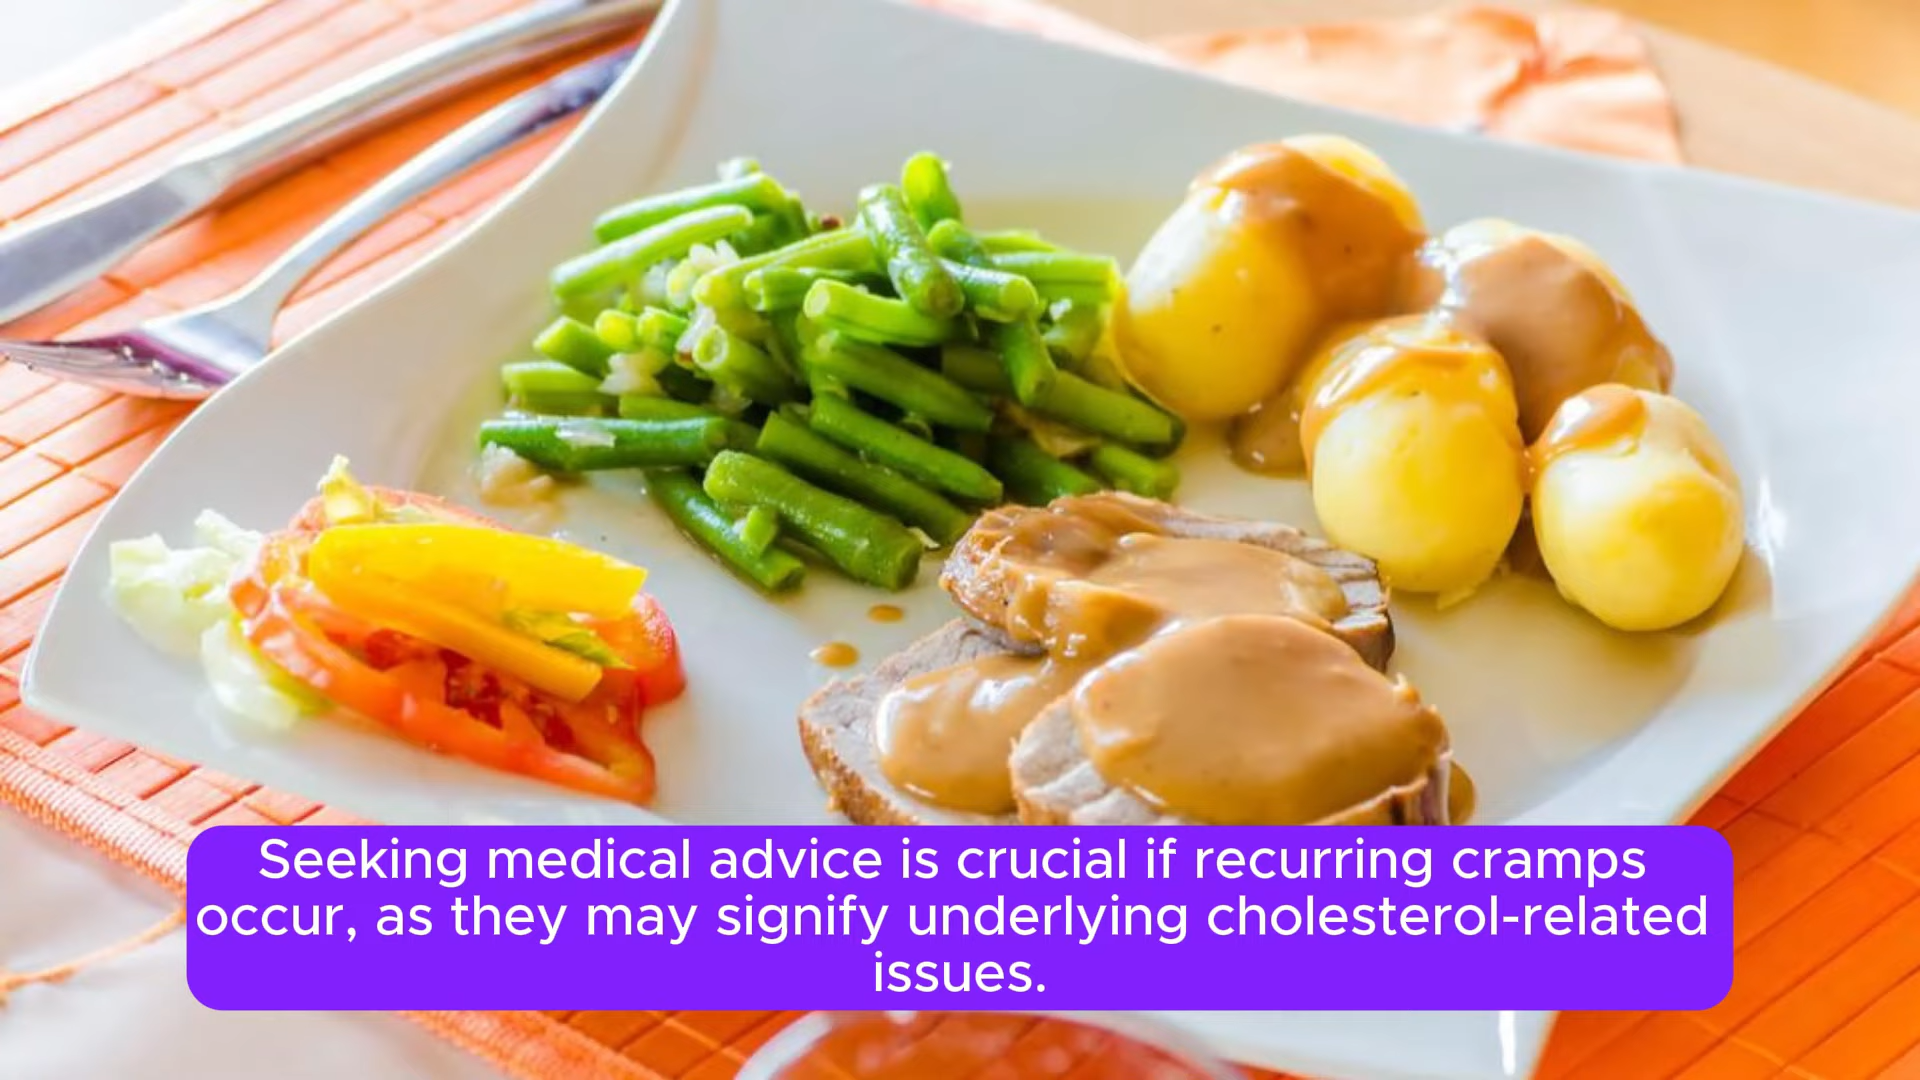 Seeking medical advice is crucial if recurring cramps
occur, as they may signify underlying cholesterol-related
issues.